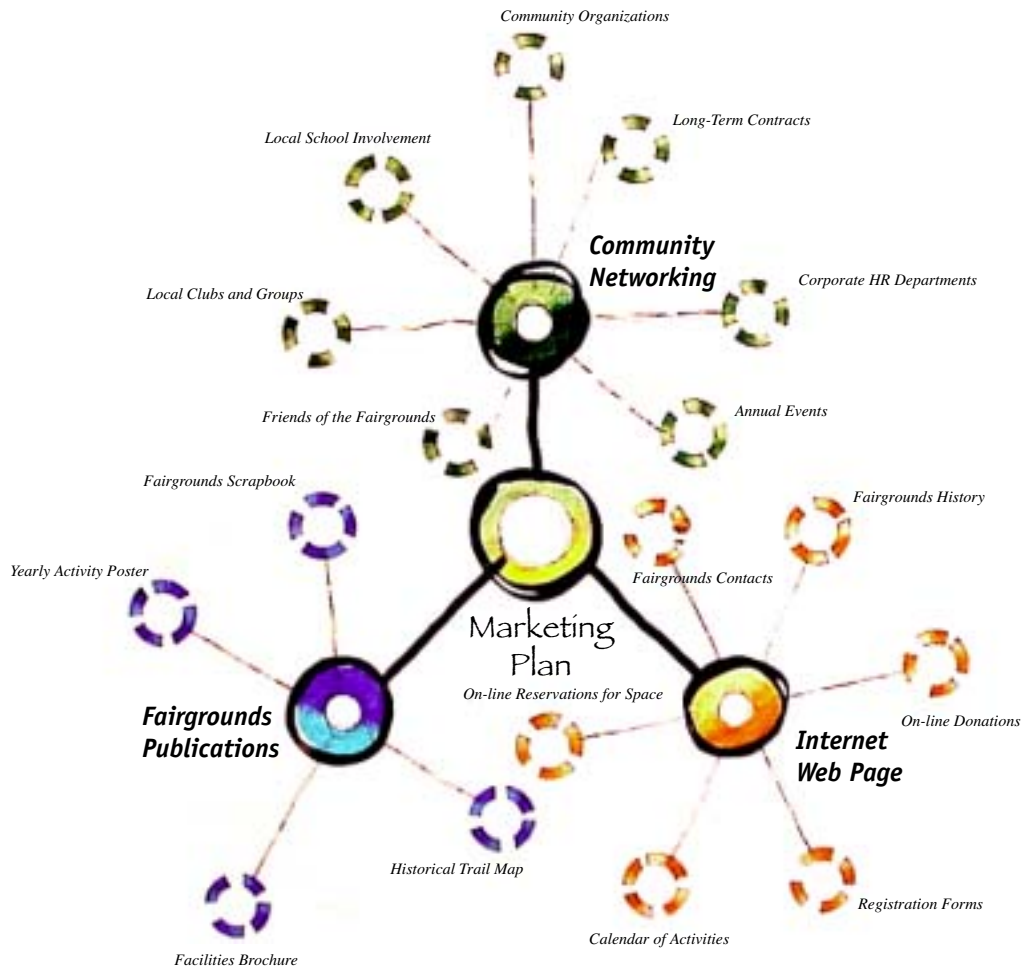 Community Organizations
Long-Term Contracts
Local School Involvement
Community
Networking
Corporate HR Departments
Local Clubs and Groups
Annual Events
Friends of the Fairgrounds
Fairgrounds Scrapbook
Fairgrounds History
Yearly Activity Poster
Fairgrounds Contacts
Marketing
Plan
On-line Reservations for Space
Fairgrounds
Publications
On-line Donations
Internet
Web Page
Historical Trail Map
Registration Forms
Calendar of Activities
Facilities Brochure